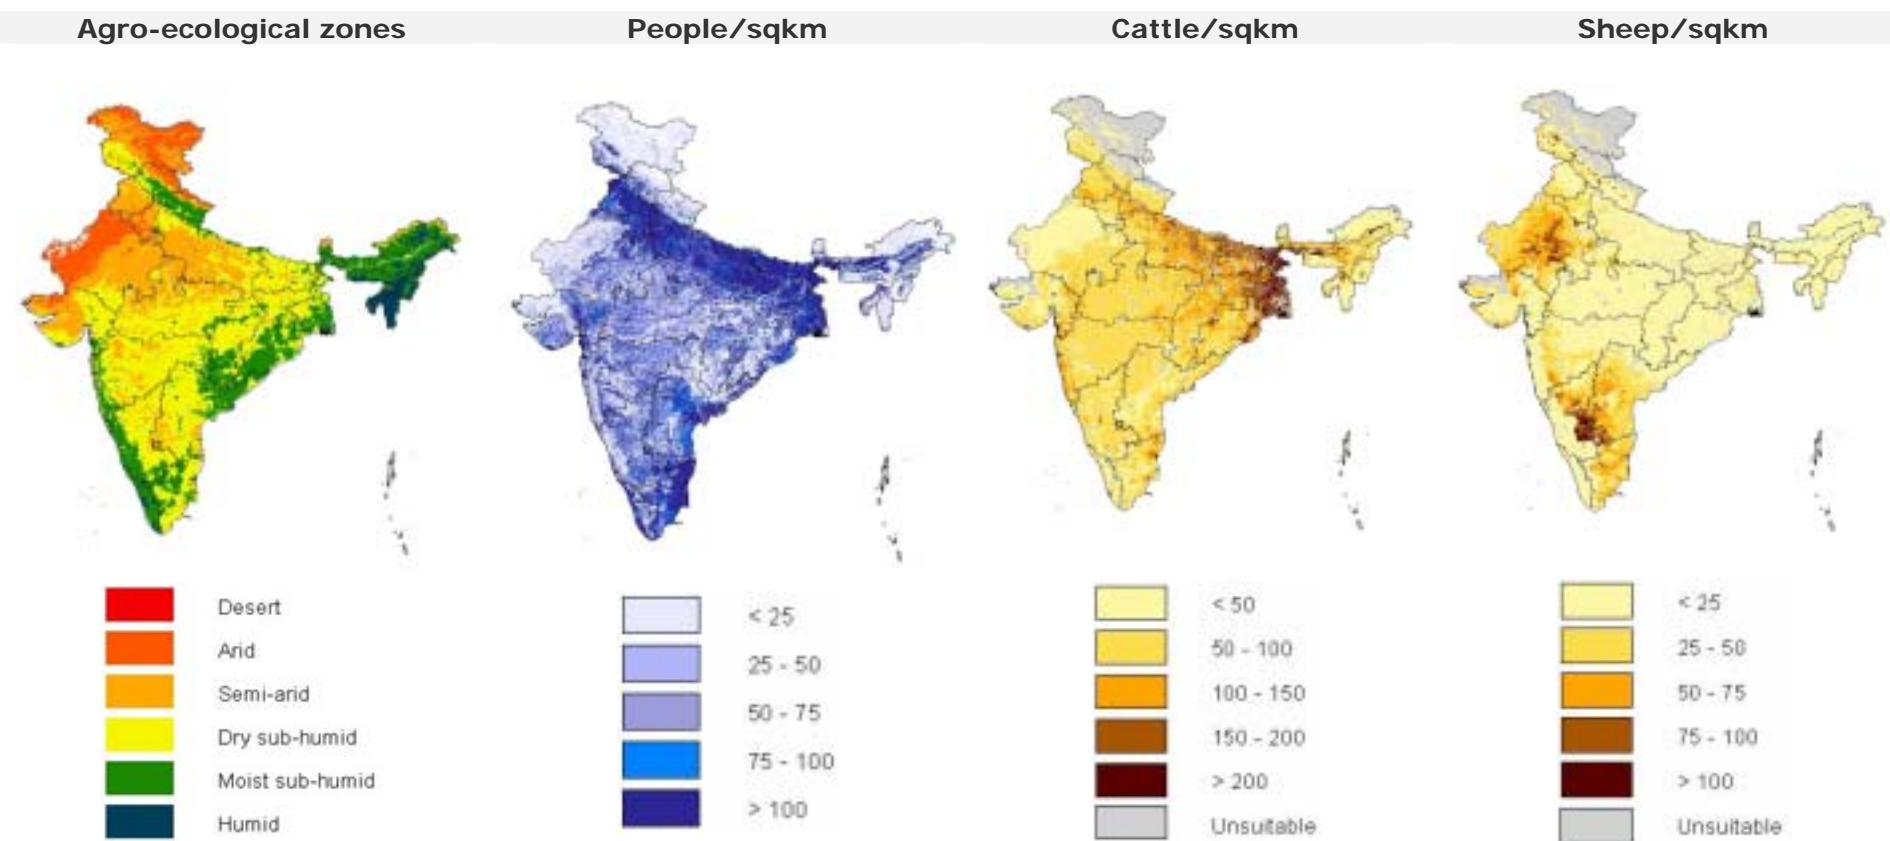 Agro-ecological zones
People/sqkm
Cattle/sqkm
Sheep/sqkm
Desert
Arid
Semi-arid
Dry sub-humid
Moist sub-humid
Humid
< 25
25 - 50
50 - 75
75 - 100
> 100
< 50
50 - 100
100 - 150
150 - 200
> 200
Unsuitable
< 25
25 - 50
50 - 75
75 - 100
> 100
Unsuitable